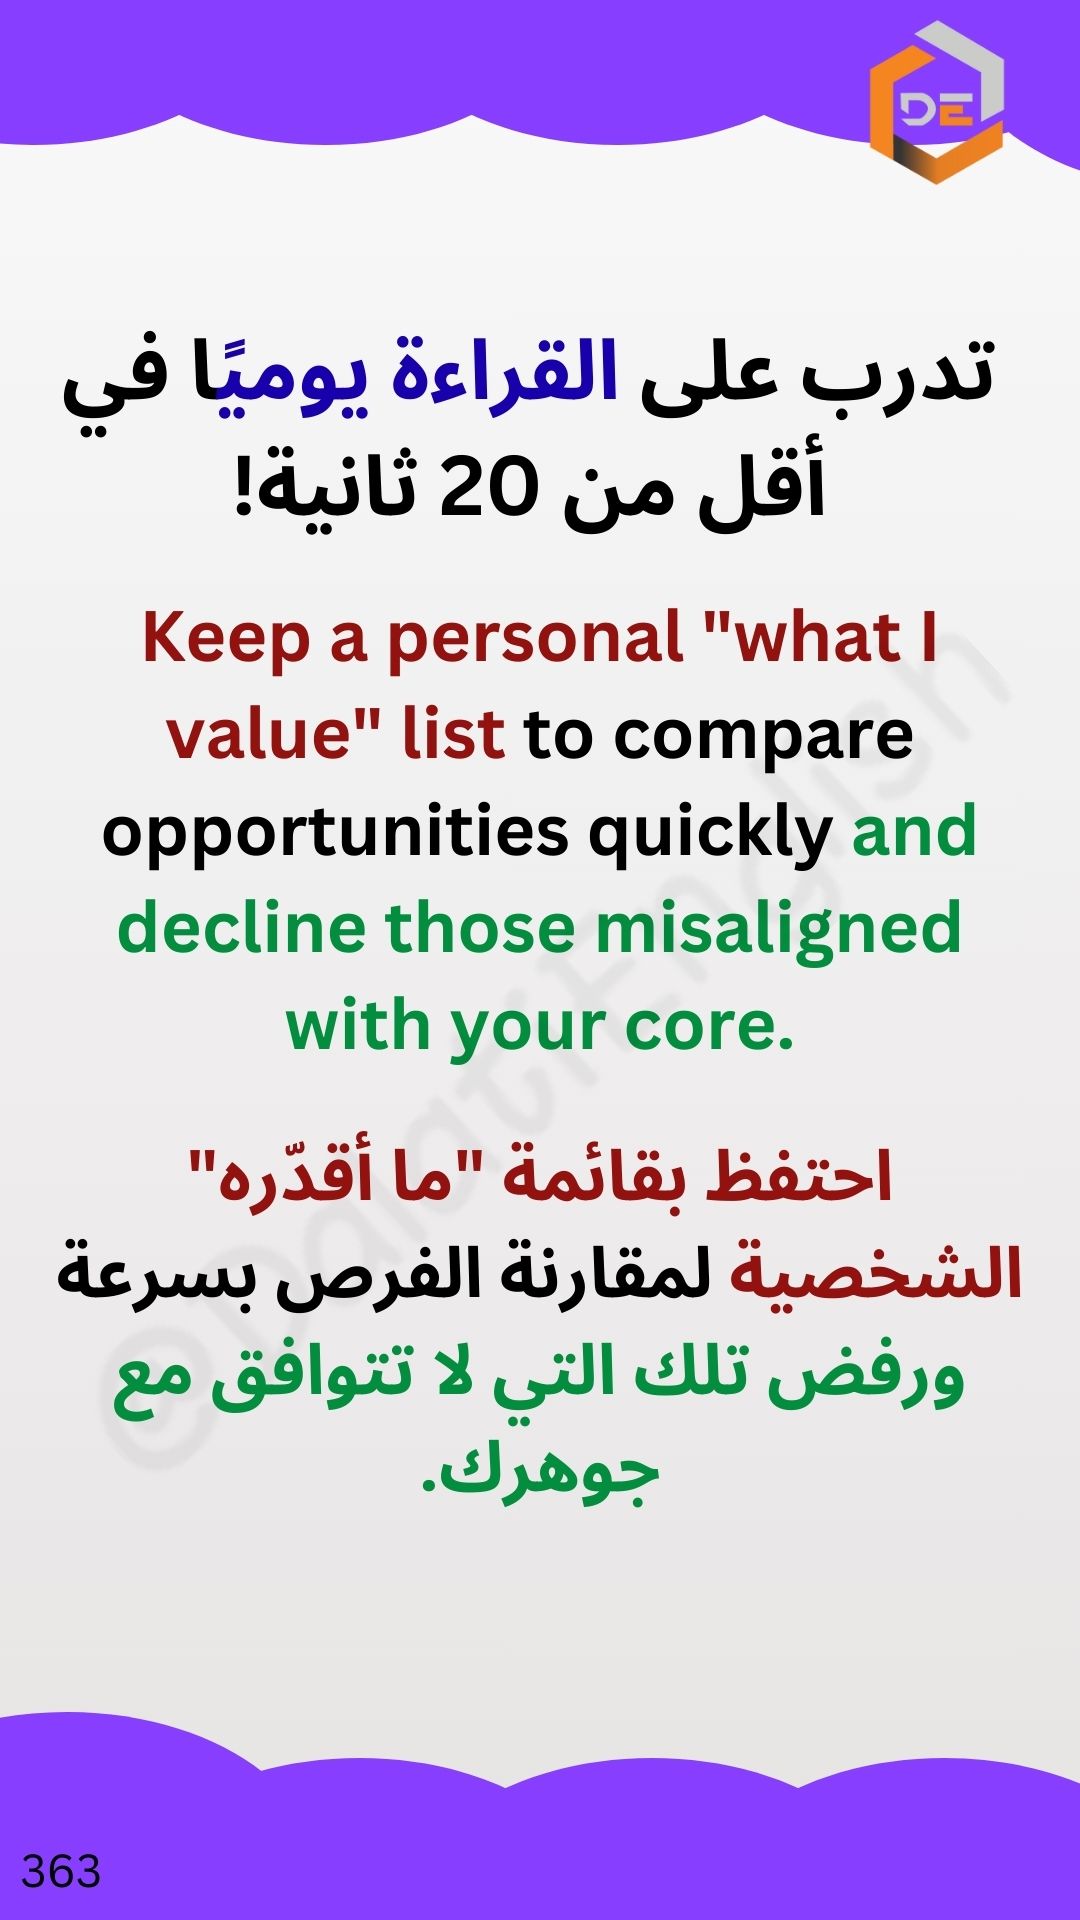 DE
تدرب على القراءة يوميًا في
أقل من 20 ثانية!
Keep a personal "what I
value" list to compare
opportunities quickly and
decline those misaligned
with your core.
احتفظ بقائمة "ما أقدّره"
الشخصية لمقارنة الفرص بسرعة
ورفض تلك التي لا تتوافق مع
جوهرك.
@DalatEnglish
363